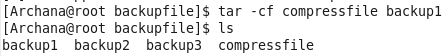 [Archana@root backupfile]$ tar -cf compressfile backup1
[Archana@root backupfile]$ ls
backup1  backup2  backup3  compressfile